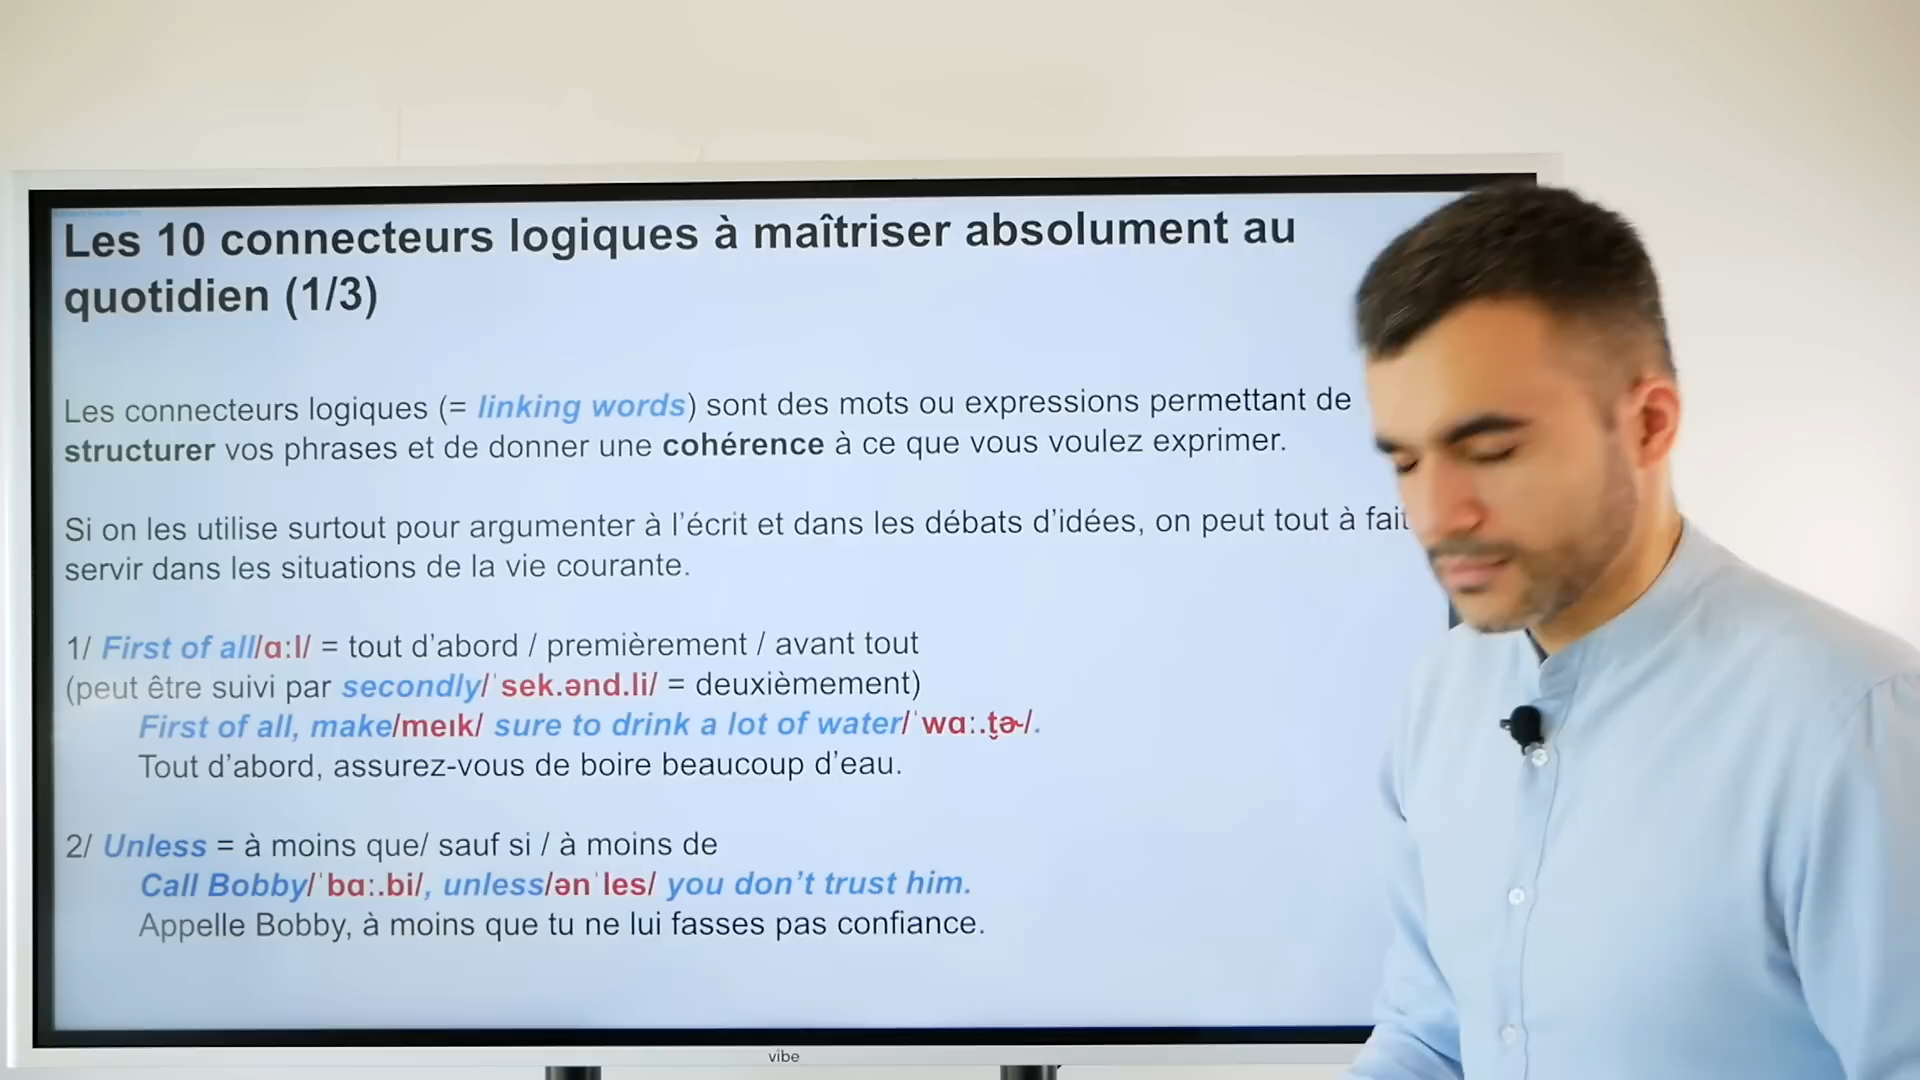 Les 10 connecteurs logiques à maîtriser absolument au
quotidien (1/3)
Les connecteurs logiques (= linking words) sont des mots ou expressions permettant de
structurer vos phrases et de donner une cohérence à ce que vous voulez exprimer.
Si on les utilise surtout pour argumenter à l’écrit et dans les débats d’idées, on peut tout à fait
servir dans les situations de la vie courante.
1/ First of all/ɑːl/ = tout d’abord / premièrement / avant tout
(peut être suivi par secondly/ˈsek.ənd.li/ = deuxièmement)
First of all, make/meɪk/ sure to drink a lot of water/ˈwɑː.t̬ɚ/.
Tout d’abord, assurez-vous de boire beaucoup d’eau.
2/ Unless = à moins que/ sauf si / à moins de
Call Bobby/ˈbɑː.bi/, unless/ənˈles/ you don’t trust him.
Appelle Bobby, à moins que tu ne lui fasses pas confiance.
vibe